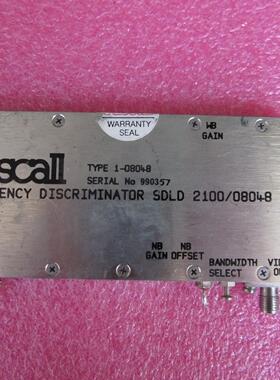 WARRANTY
SEAL
WB
GAIN
scall
TYPE 1-08048
SERIAL No 990357
ENCY DISCRIMINATOR SDLD 2100/08048
NB NB
GAIN OFFSET
BANDWIDTH VI
SELECT O